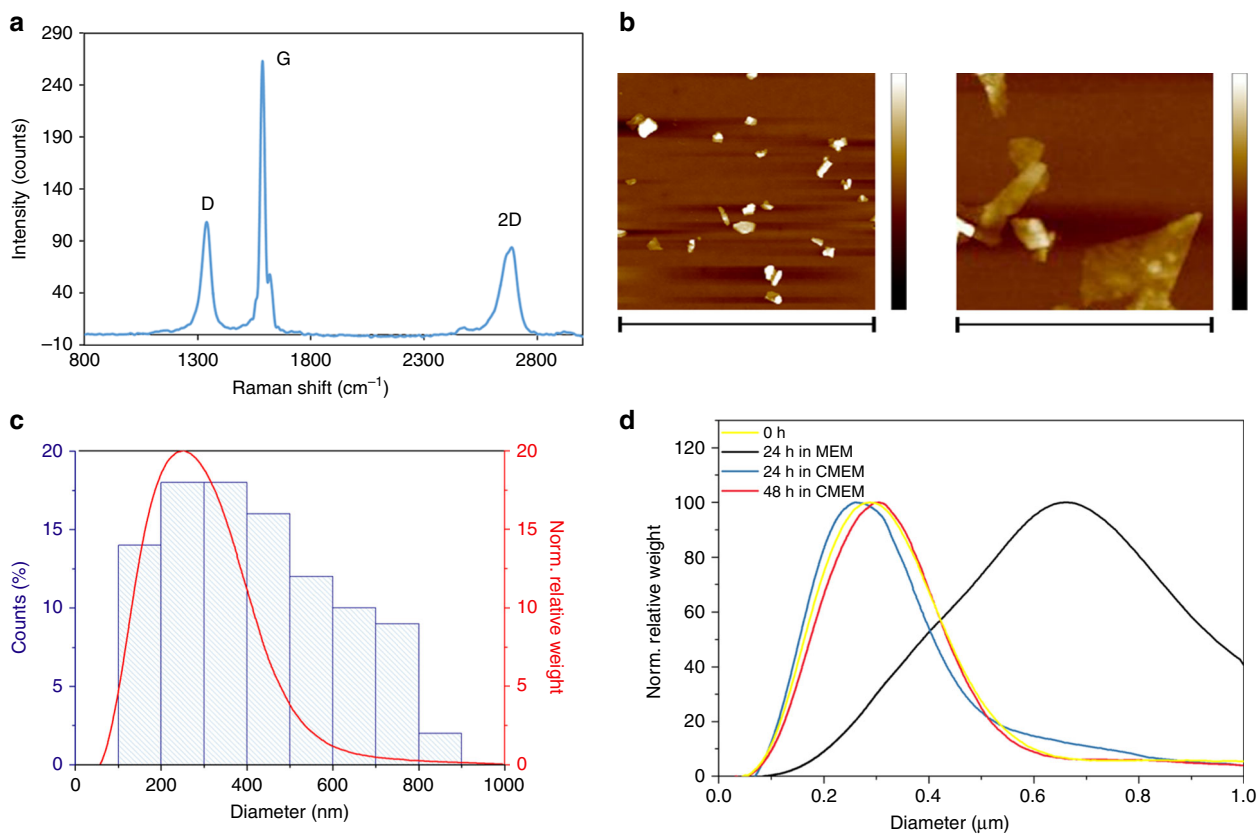 a
290
240
190
140
90
40
−10
Intensity (counts)
D
G
2D
800
1300
1800
2300
2800
Raman shift (cm−1)
b
c
20
15
10
5
0
Counts (%)
20
15
10
5
0
Norm. relative weight
0
200
400
600
800
1000
Diameter (nm)
d
0 h
24 h in MEM
24 h in CMEM
48 h in CMEM
120
100
80
60
40
20
0
Norm. relative weight
0.0
0.2
0.4
0.6
0.8
1.0
Diameter (μm)